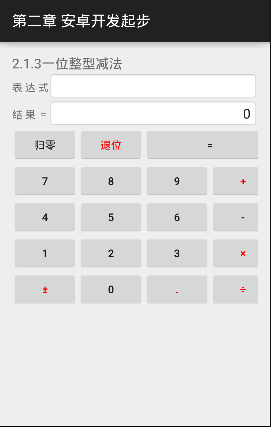 第二章 安卓开发起步
2.1.3一位整型减法
表 达 式
结 果 = 0
归零 退位 =
7 8 9 +
4 5 6 -
1 2 3 ×
± 0 . ÷